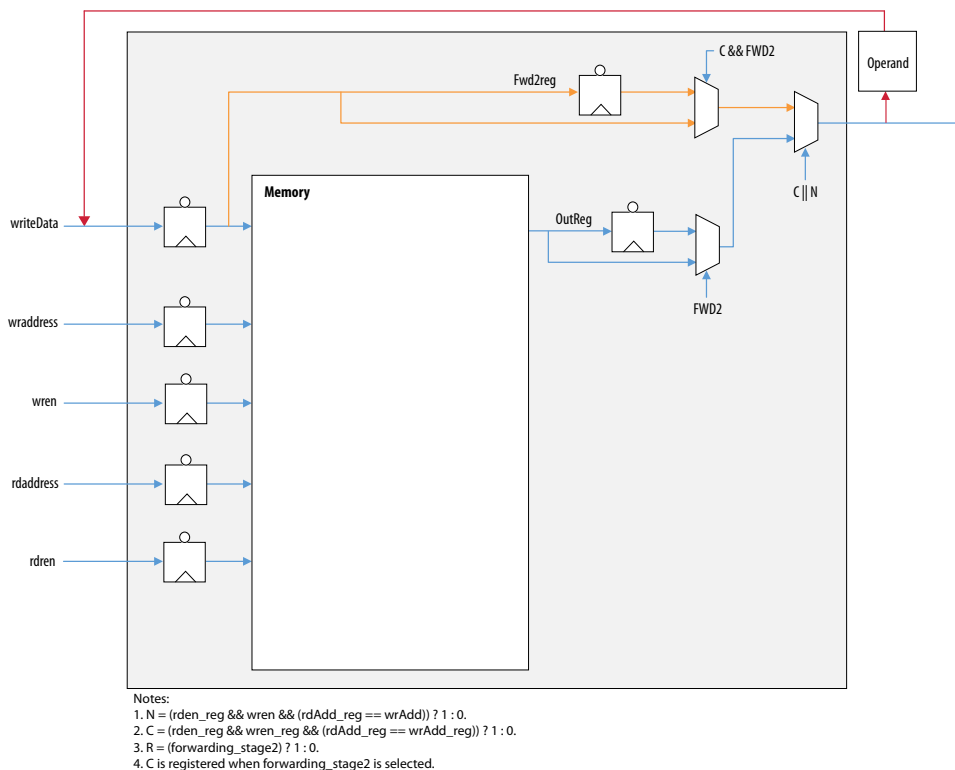 C && FWD2
Operand
Fwd2reg
Memory
C || N
writeData
OutReg
FWD2
wraddress
wren
rdaddress
rdren
Notes:
1. N = (rden_reg && wren && (rdAdd_reg == wrAdd)) ? 1 : 0.
2. C = (rden_reg && wren_reg && (rdAdd_reg == wrAdd_reg)) ? 1 : 0.
3. R = (forwarding_stage2) ? 1 : 0.
4. C is registered when forwarding_stage2 is selected.